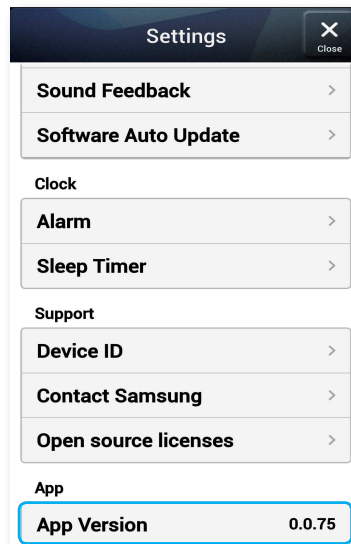 Settings
Close
Sound Feedback
Software Auto Update
Clock
Alarm
Sleep Timer
Support
Device ID
Contact Samsung
Open source licenses
App
App Version 0.0.75